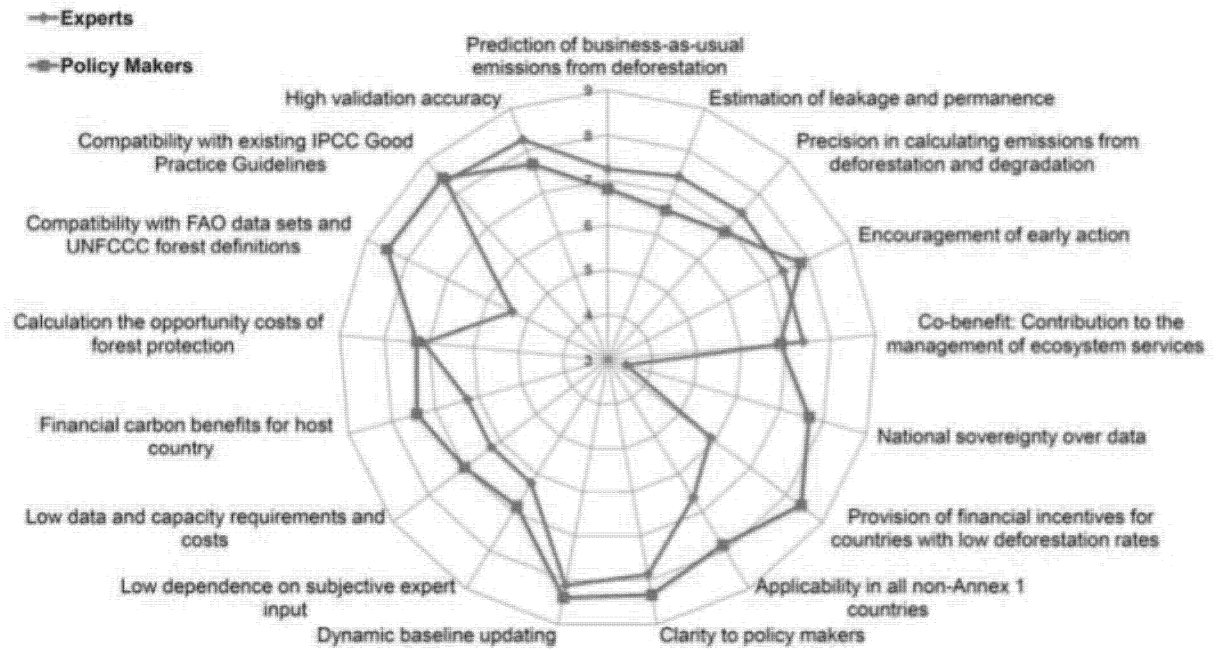 Experts
Policy Makers
Prediction of business-as-usual
emissions from deforestation
High validation accuracy
Estimation of leakage and permanence
Compatibility with existing IPCC Good
Practice Guidelines
Precision in calculating emissions from
deforestation and degradation
Compatibility with FAO data sets and
UNFCCC forest definitions
Encouragement of early action
Calculation the opportunity costs of
forest protection
Co-benefit: Contribution to the
management of ecosystem services
Financial carbon benefits for host
country
National sovereignty over data
Low data and capacity requirements and
costs
Provision of financial incentives for
countries with low deforestation rates
Low dependence on subjective expert
input
Applicability in all non-Annex 1
countries
Dynamic baseline updating
Clarity to policy makers
9
8
7
6
5
4
3